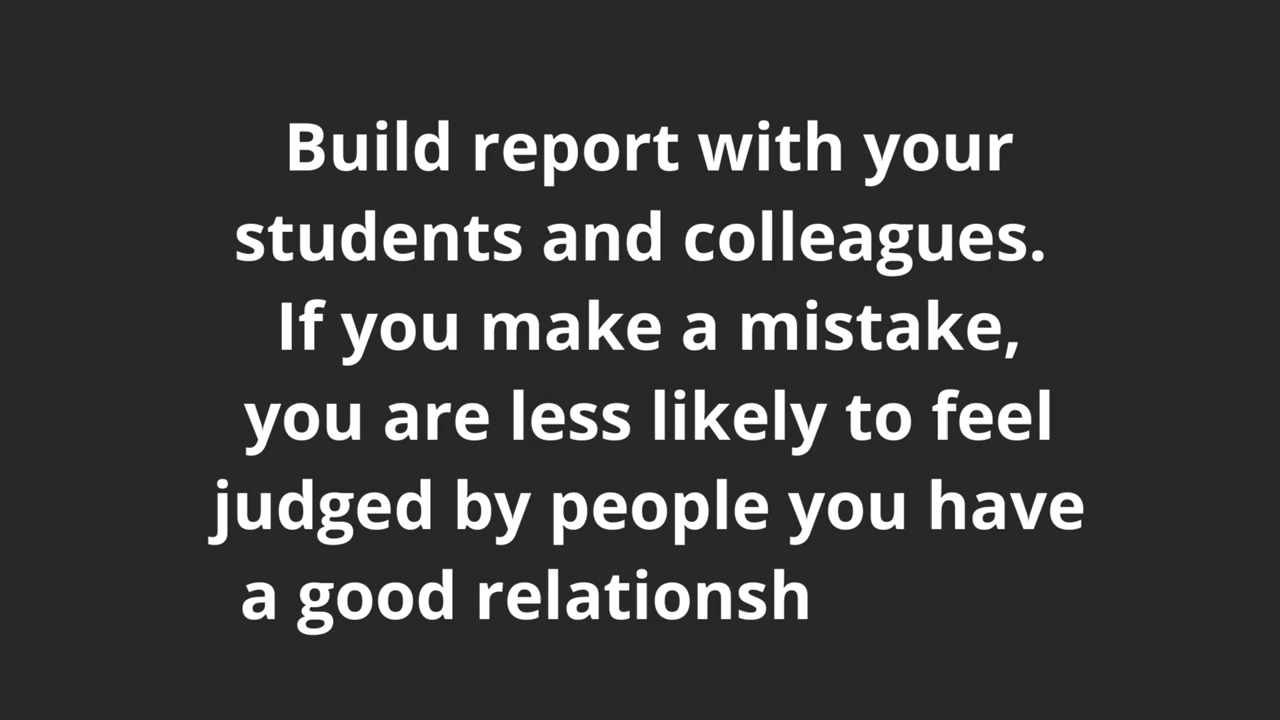 Build report with your
students and colleagues.
If you make a mistake,
you are less likely to feel
judged by people you have
a good relationsh